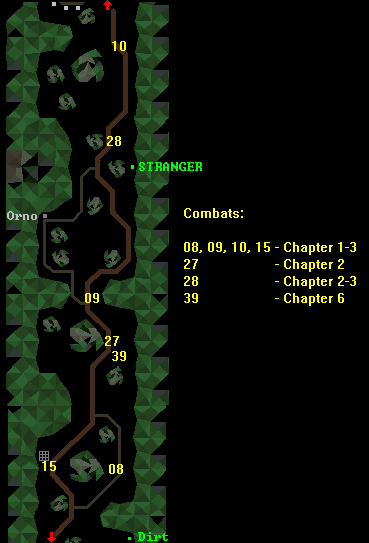 10
28
STRANGER
Orno
Combats:
08, 09, 10, 15 - Chapter 1-3
27 - Chapter 2
28 - Chapter 2-3
39 - Chapter 6
09
27
39
15
08
Dirt